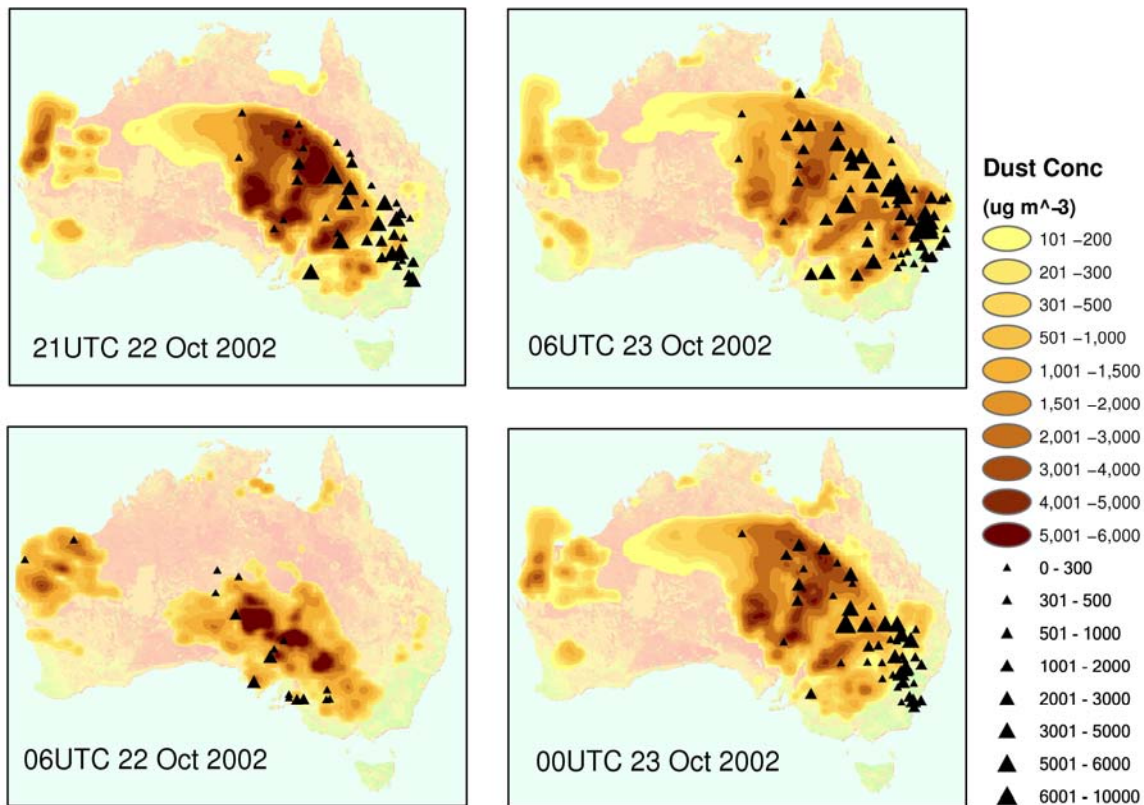 21UTC 22 Oct 2002
06UTC 23 Oct 2002
06UTC 22 Oct 2002
00UTC 23 Oct 2002
Dust Conc
(ug m^-3)
101 -200
201 -300
301 -500
501 -1,000
1,001 -1,500
1,501 -2,000
2,001 -3,000
3,001 -4,000
4,001 -5,000
5,001 -6,000
0 - 300
301 - 500
501 - 1000
1001 - 2000
2001 - 3000
3001 - 5000
5001 - 6000
6001 - 10000